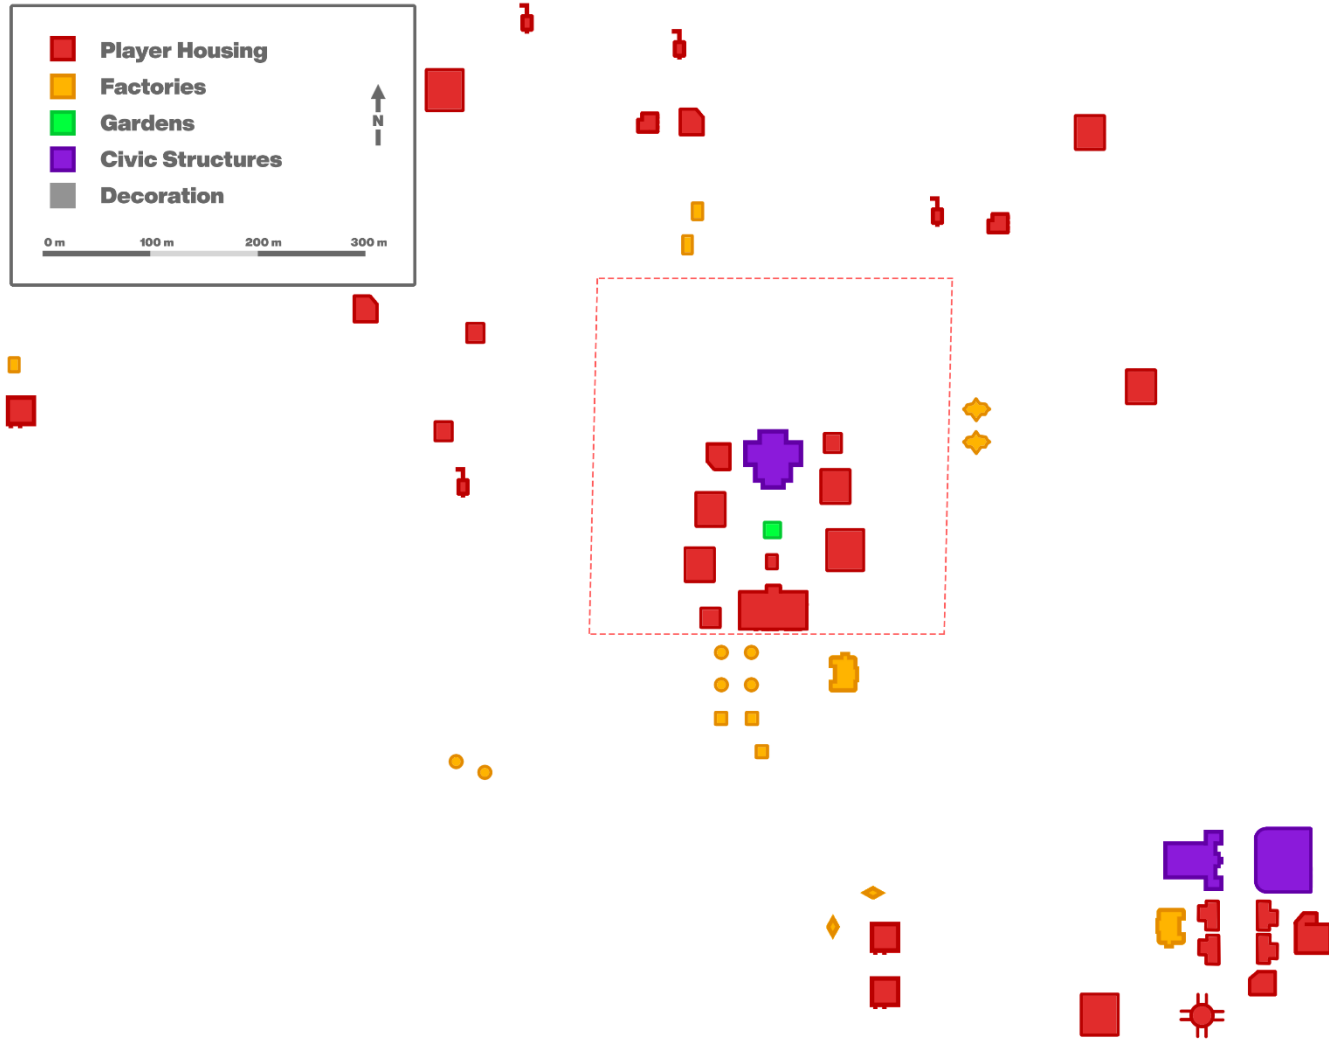 Player Housing
Factories
Gardens
Civic Structures
Decoration
N
0 m 100 m 200 m 300 m